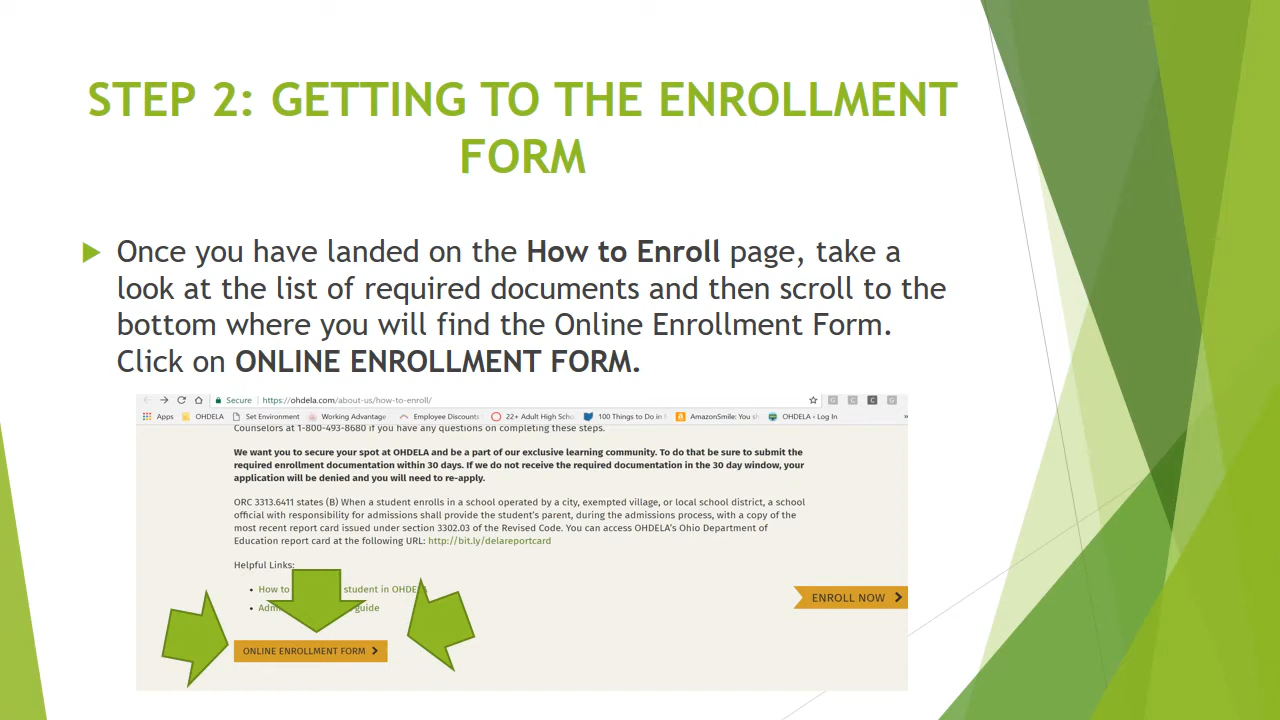 STEP 2: GETTING TO THE ENROLLMENT
FORM
Once you have landed on the How to Enroll page, take a
look at the list of required documents and then scroll to the
bottom where you will find the Online Enrollment Form.
Click on ONLINE ENROLLMENT FORM.
Secure https://ohdela.com/about-us/how-to-enroll/
Apps OHDELA Set Environment Working Advantage Employee Discounts 22+ Adult High Scho 100 Things to Do in AmazonSmile: You sh OHDELA ‹ Log In »
Counselors at 1-800-493-8680 if you have any questions on completing these steps.
We want you to secure your spot at OHDELA and be a part of our exclusive learning community. To do that be sure to submit the
required enrollment documentation within 30 days. If we do not receive the required documentation in the 30 day window, your
application will be denied and you will need to re-apply.
ORC 3313.6411 states (B) When a student enrolls in a school operated by a city, exempted village, or local school district, a school
official with responsibility for admissions shall provide the student's parent, during the admissions process, with a copy of the
most recent report card issued under section 3302.03 of the Revised Code. You can access OHDELA's Ohio Department of
Education report card at the following URL: http://bit.ly/delareportcard
Helpful Links:
How to student in OHDELA
guide
ENROLL NOW
ONLINE ENROLLMENT FORM